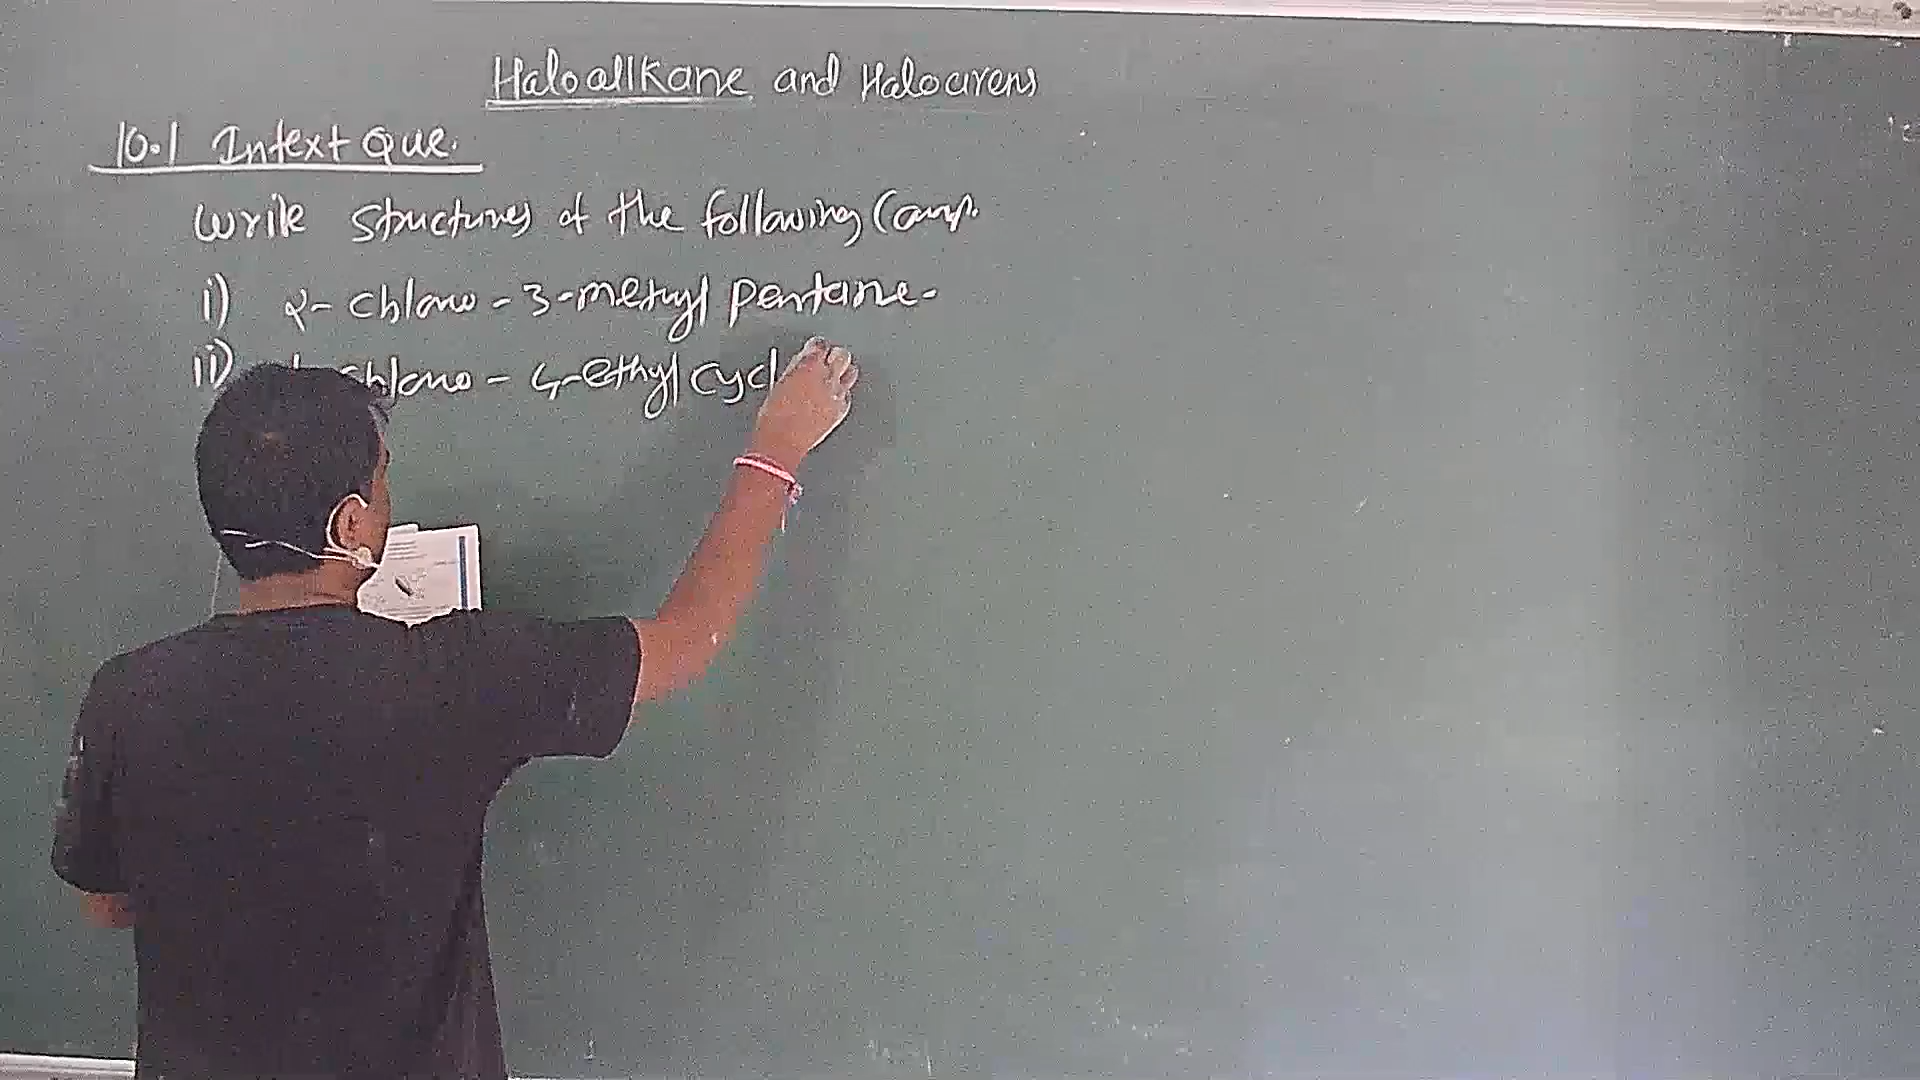 Haloalkane and Haloarens
10.1 Intext Que.
Write structures of the following Comp.
i) 2- chloro - 3-methyl pentane-
ii) chloro - 4-ethyl cycl